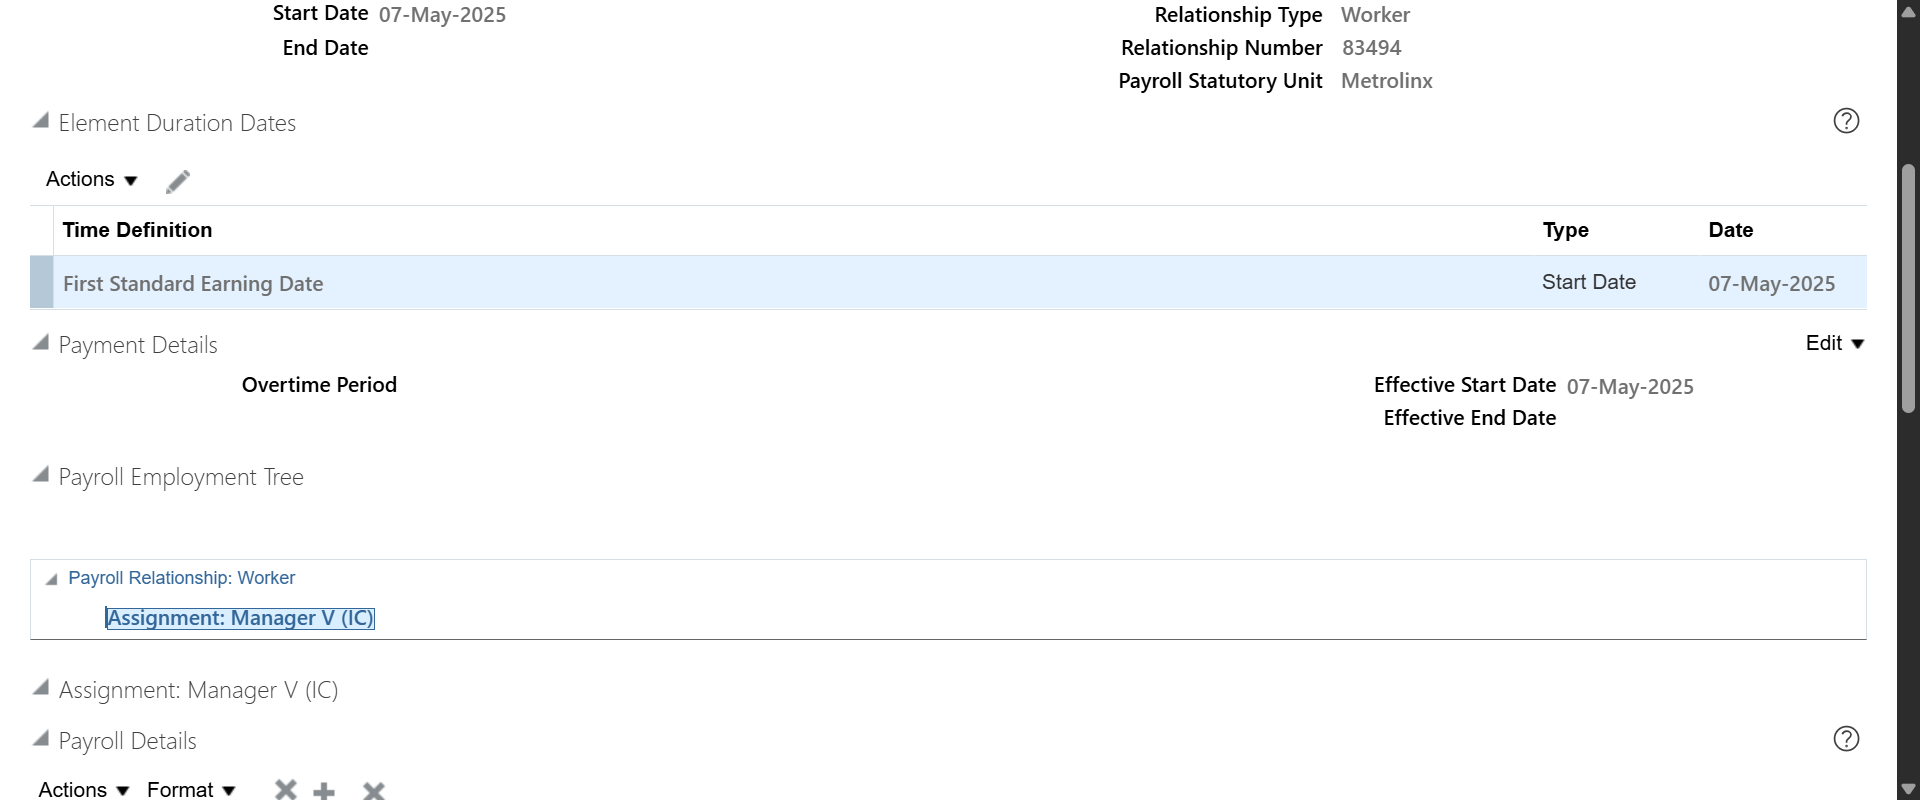 Start Date 07-May-2025 Relationship Type Worker
End Date Relationship Number 83494
Payroll Statutory Unit Metrolinx
Element Duration Dates
Actions
Time Definition Type Date
First Standard Earning Date Start Date 07-May-2025
Payment Details Edit
Overtime Period Effective Start Date 07-May-2025
Effective End Date
Payroll Employment Tree
Payroll Relationship: Worker
Assignment: Manager V (IC)
Assignment: Manager V (IC)
Payroll Details
Actions Format